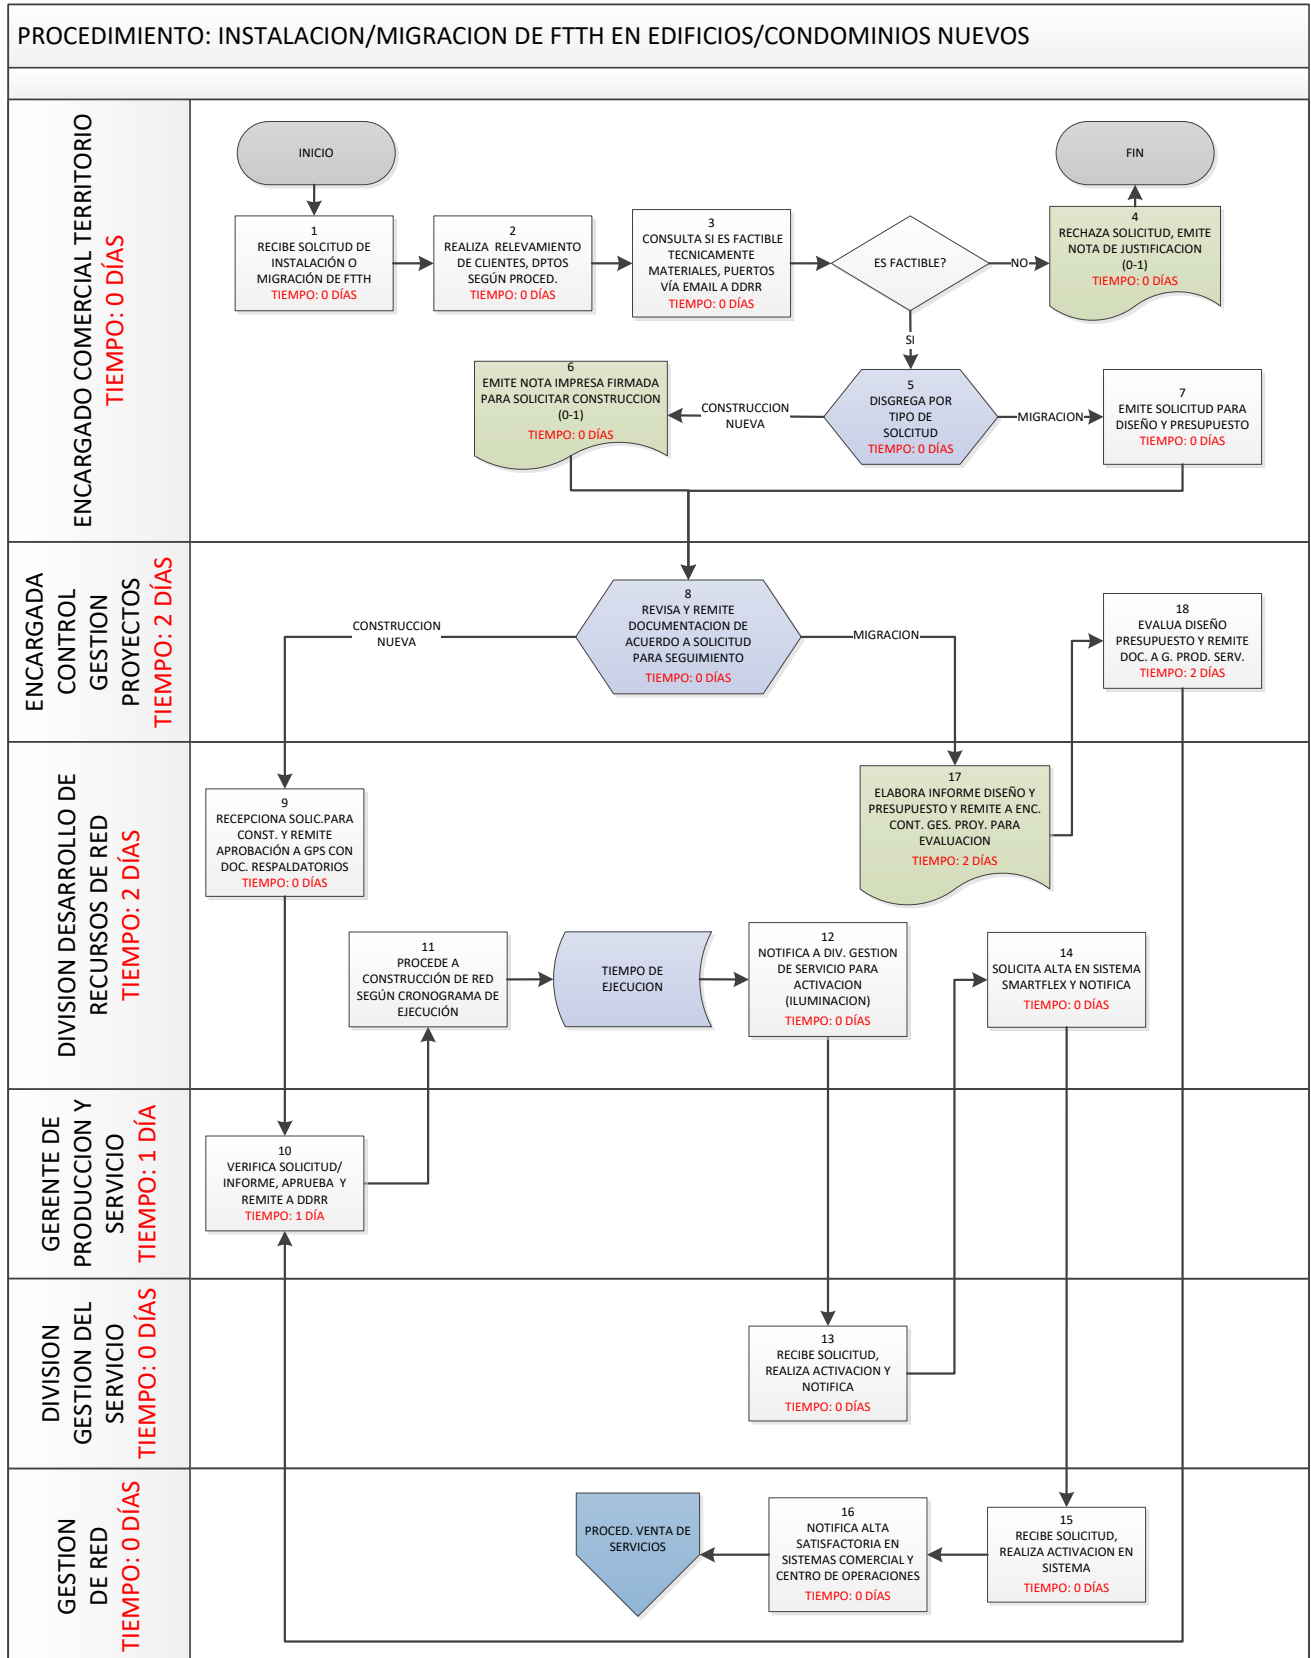 PROCEDIMIENTO: INSTALACION/MIGRACION DE FTTH EN EDIFICIOS/CONDOMINIOS NUEVOS
ENCARGADO COMERCIAL TERRITORIO
TIEMPO: 0 DÍAS
INICIO
FIN
1
RECIBE SOLCITUD DE
INSTALACIÓN O
MIGRACIÓN DE FTTH
TIEMPO: 0 DÍAS
2
REALIZA RELEVAMIENTO
DE CLIENTES, DPTOS
SEGÚN PROCED.
TIEMPO: 0 DÍAS
3
CONSULTA SI ES FACTIBLE
TECNICAMENTE
MATERIALES, PUERTOS
VÍA EMAIL A DDRR
TIEMPO: 0 DÍAS
ES FACTIBLE?
NO
4
RECHAZA SOLICITUD, EMITE
NOTA DE JUSTIFICACION
(0-1)
TIEMPO: 0 DÍAS
SI
5
DISGREGA POR
TIPO DE
SOLCITUD
TIEMPO: 0 DÍAS
CONSTRUCCION
NUEVA
6
EMITE NOTA IMPRESA FIRMADA
PARA SOLICITAR CONSTRUCCION
(0-1)
TIEMPO: 0 DÍAS
MIGRACION
7
EMITE SOLICITUD PARA
DISEÑO Y PRESUPUESTO
TIEMPO: 0 DÍAS
ENCARGADA
CONTROL
GESTION
PROYECTOS
TIEMPO: 2 DÍAS
8
REVISA Y REMITE
DOCUMENTACION DE
ACUERDO A SOLICITUD
PARA SEGUIMIENTO
TIEMPO: 0 DÍAS
CONSTRUCCION
NUEVA
MIGRACION
18
EVALUA DISEÑO
PRESUPUESTO Y REMITE
DOC. A G. PROD. SERV.
TIEMPO: 2 DÍAS
DIVISION DESARROLLO DE
RECURSOS DE RED
TIEMPO: 2 DÍAS
9
RECEPCIONA SOLIC.PARA
CONST. Y REMITE
APROBACIÓN A GPS CON
DOC. RESPALDATORIOS
TIEMPO: 0 DÍAS
17
ELABORA INFORME DISEÑO Y
PRESUPUESTO Y REMITE A ENC.
CONT. GES. PROY. PARA
EVALUACION
TIEMPO: 2 DÍAS
11
PROCEDE A
CONSTRUCCIÓN DE RED
SEGÚN CRONOGRAMA DE
EJECUCIÓN
TIEMPO DE
EJECUCION
12
NOTIFICA A DIV. GESTION
DE SERVICIO PARA
ACTIVACION
(ILUMINACION)
TIEMPO: 0 DÍAS
14
SOLICITA ALTA EN SISTEMA
SMARTFLEX Y NOTIFICA
TIEMPO: 0 DÍAS
GERENTE DE
PRODUCCION Y
SERVICIO
TIEMPO: 1 DÍA
10
VERIFICA SOLICITUD/
INFORME, APRUEBA Y
REMITE A DDRR
TIEMPO: 1 DÍA
DIVISION
GESTION DEL
SERVICIO
TIEMPO: 0 DÍAS
13
RECIBE SOLICITUD,
REALIZA ACTIVACION Y
NOTIFICA
TIEMPO: 0 DÍAS
GESTION
DE RED
TIEMPO: 0 DÍAS
PROCED. VENTA DE
SERVICIOS
16
NOTIFICA ALTA
SATISFACTORIA EN
SISTEMAS COMERCIAL Y
CENTRO DE OPERACIONES
TIEMPO: 0 DÍAS
15
RECIBE SOLICITUD,
REALIZA ACTIVACION EN
SISTEMA
TIEMPO: 0 DÍAS